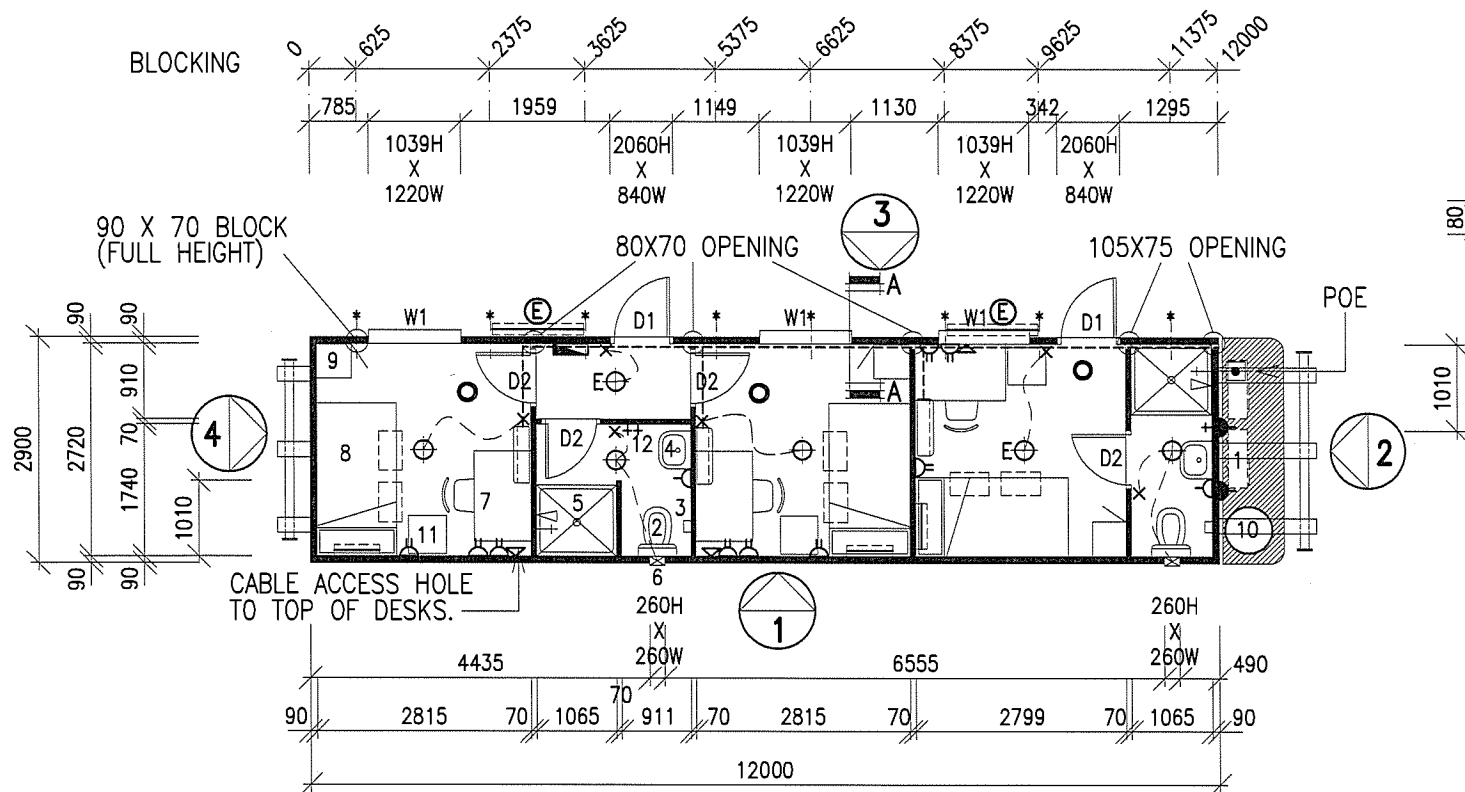 BLOCKING
0 625 2375 3625 5375 6625 8375 9625 11375 12000
785 1959 1149 1130 342 1295
1039H X 1220W
2060H X 840W
1039H X 1220W
1039H X 1220W
2060H X 840W
90 X 70 BLOCK
(FULL HEIGHT)
80X70 OPENING
3
105X75 OPENING
80
A
POE
* * * * * * * *
W1 E D1 W1 W1 E D1
90 90
9 D2 E D2 A
2900 2720 910 70 1740 1010
4
8 7 11
D2 12 4 5 3 2
E D2
1 10
2
1010
90 90
6
CABLE ACCESS HOLE
TO TOP OF DESKS.
1
260H X 260W
260H X 260W
4435 6555 490
70
90 2815 70 1065 911 70 2815 70 2799 70 1065 90
12000